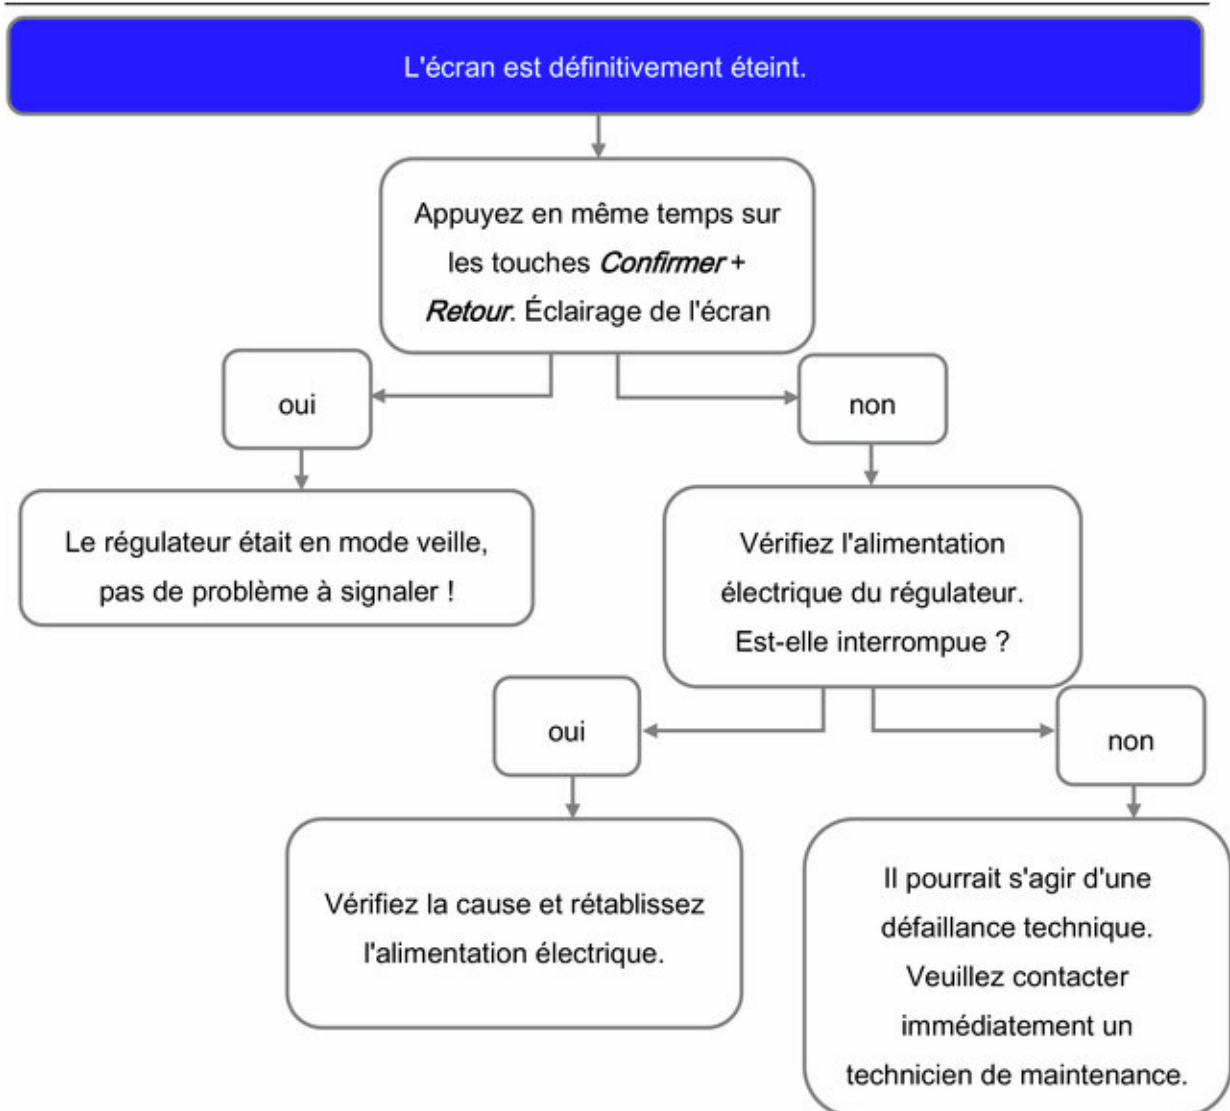 L'écran est définitivement éteint.
Appuyez en même temps sur
les touches Confirmer +
Retour. Éclairage de l'écran
oui
non
Le régulateur était en mode veille,
pas de problème à signaler !
Vérifiez l'alimentation
électrique du régulateur.
Est-elle interrompue ?
oui
non
Vérifiez la cause et rétablissez
l'alimentation électrique.
Il pourrait s'agir d'une
défaillance technique.
Veuillez contacter
immédiatement un
technicien de maintenance.